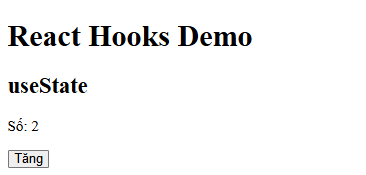 React Hooks Demo
useState
Số: 2
Tăng